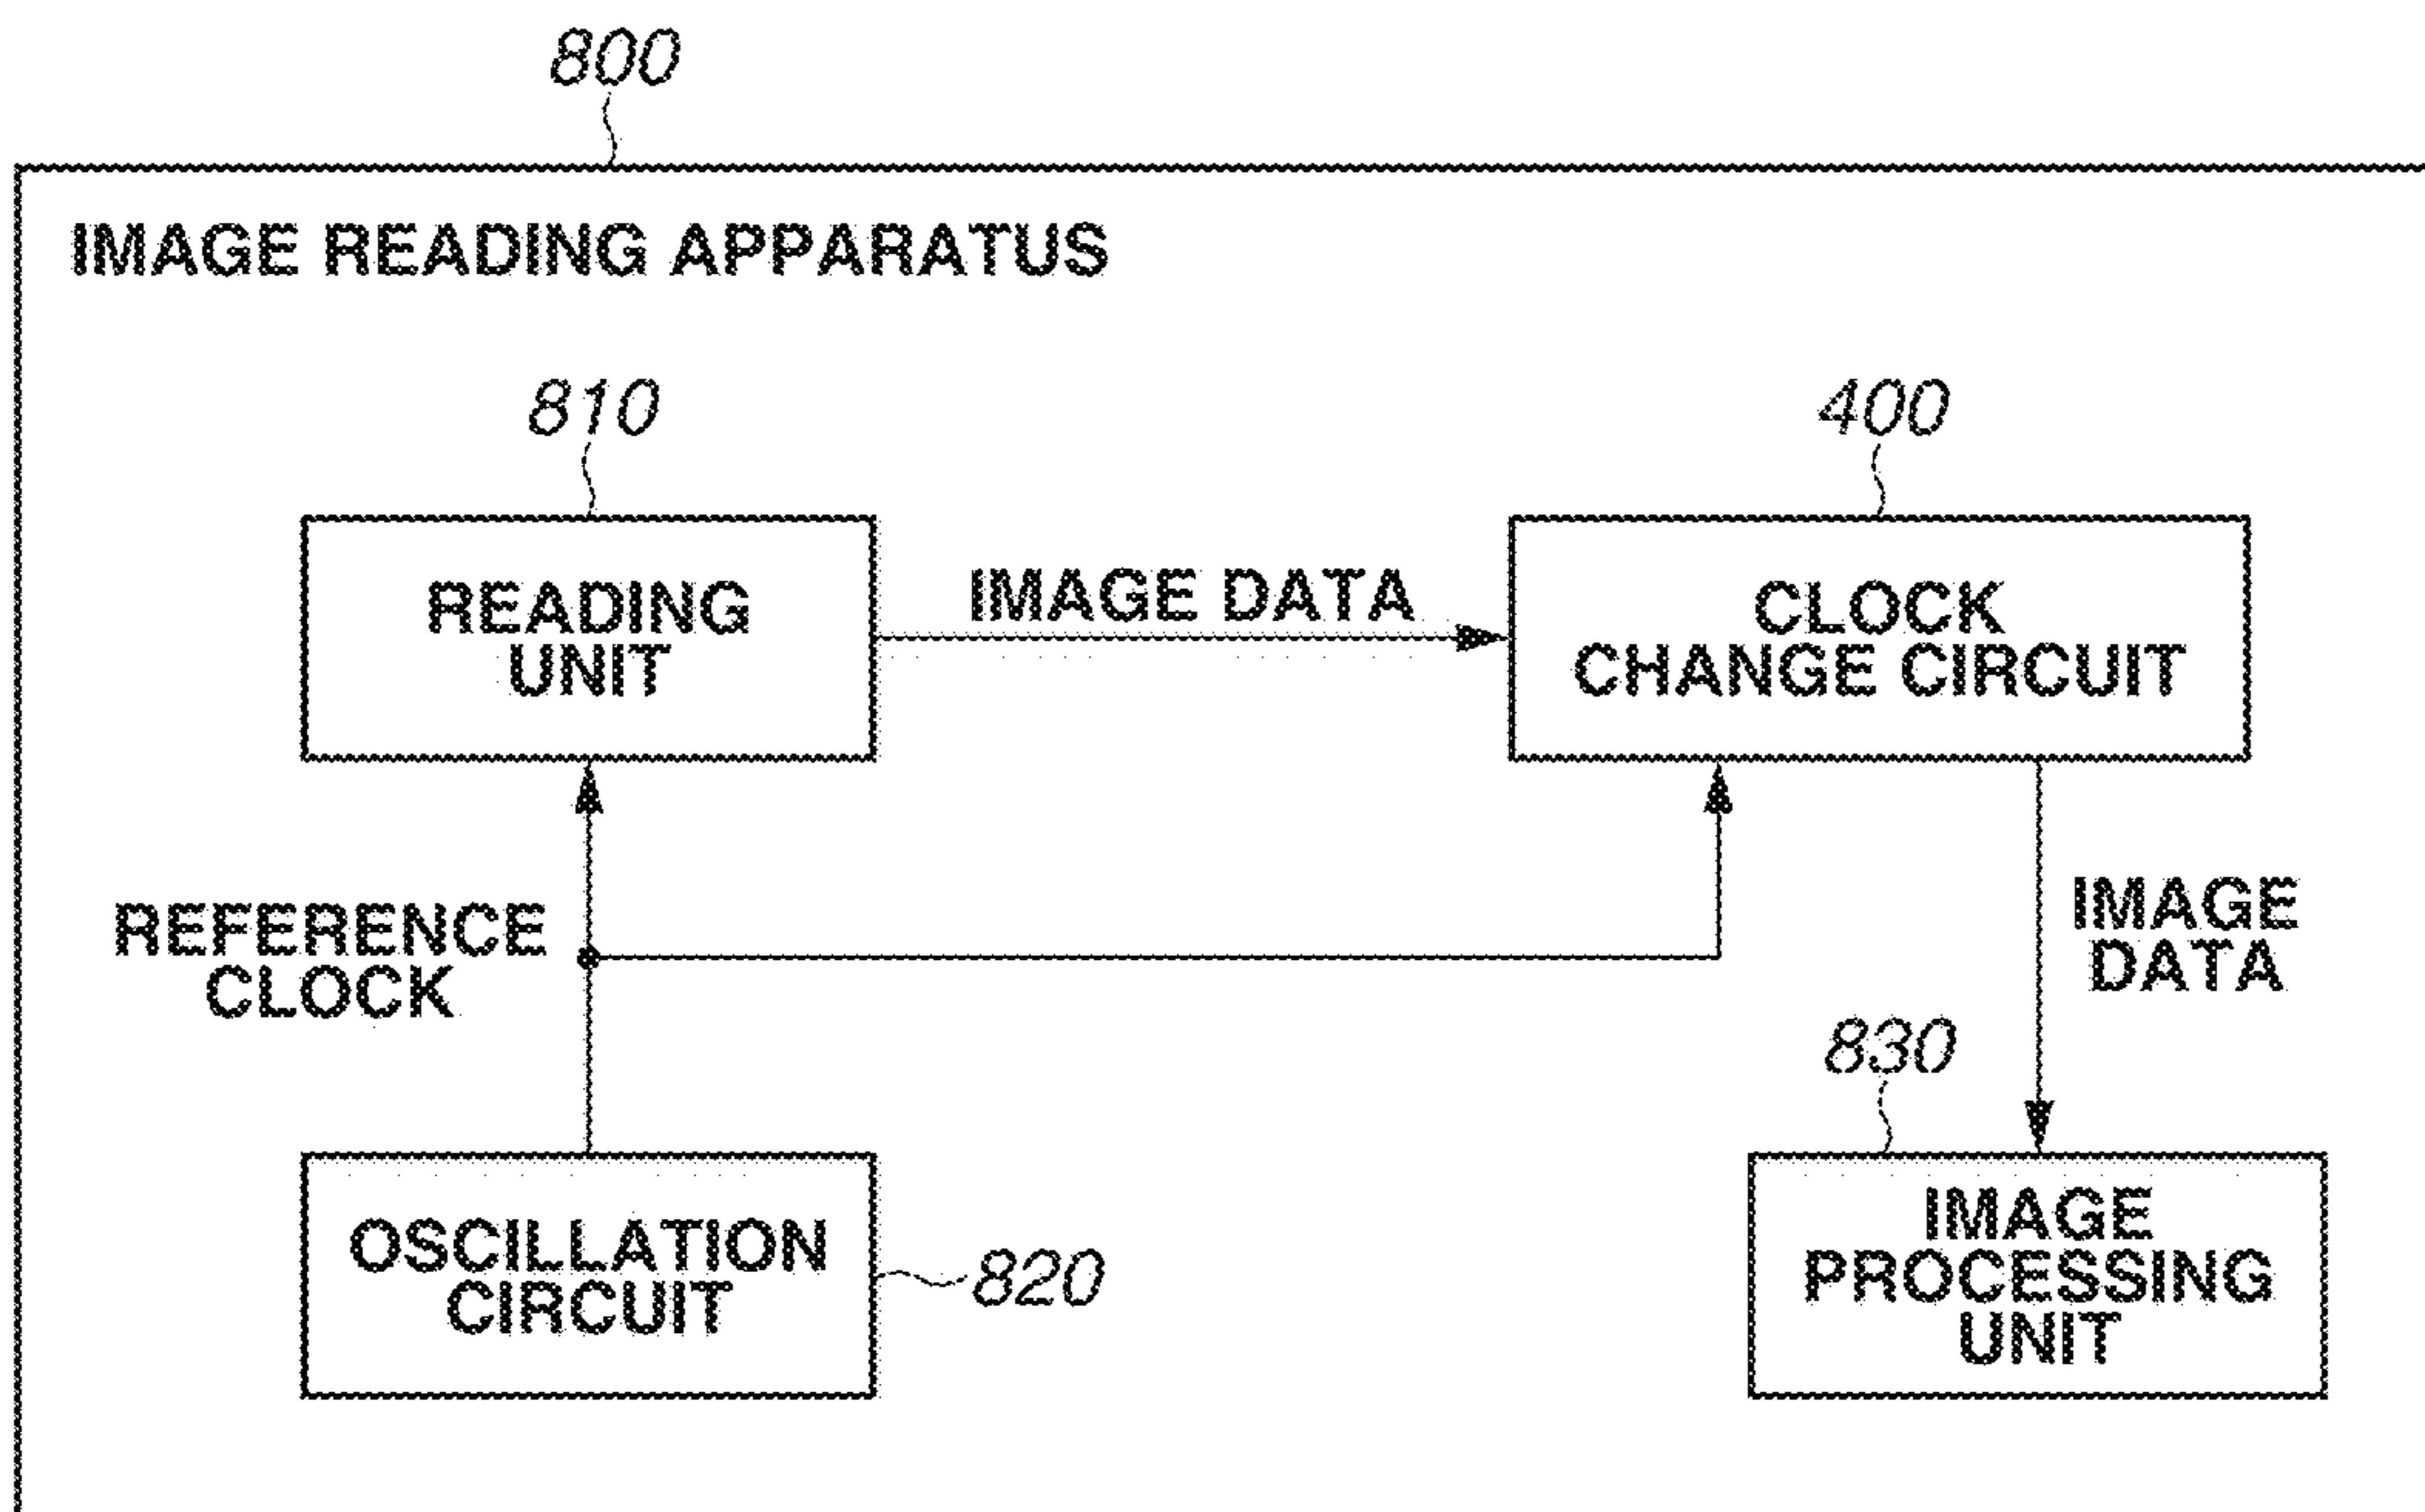 800
IMAGE READING APPARATUS
810
400
READING
UNIT
IMAGE DATA
CLOCK
CHANGE CIRCUIT
REFERENCE
CLOCK
IMAGE
DATA
830
OSCILLATION
CIRCUIT
820
IMAGE
PROCESSING
UNIT